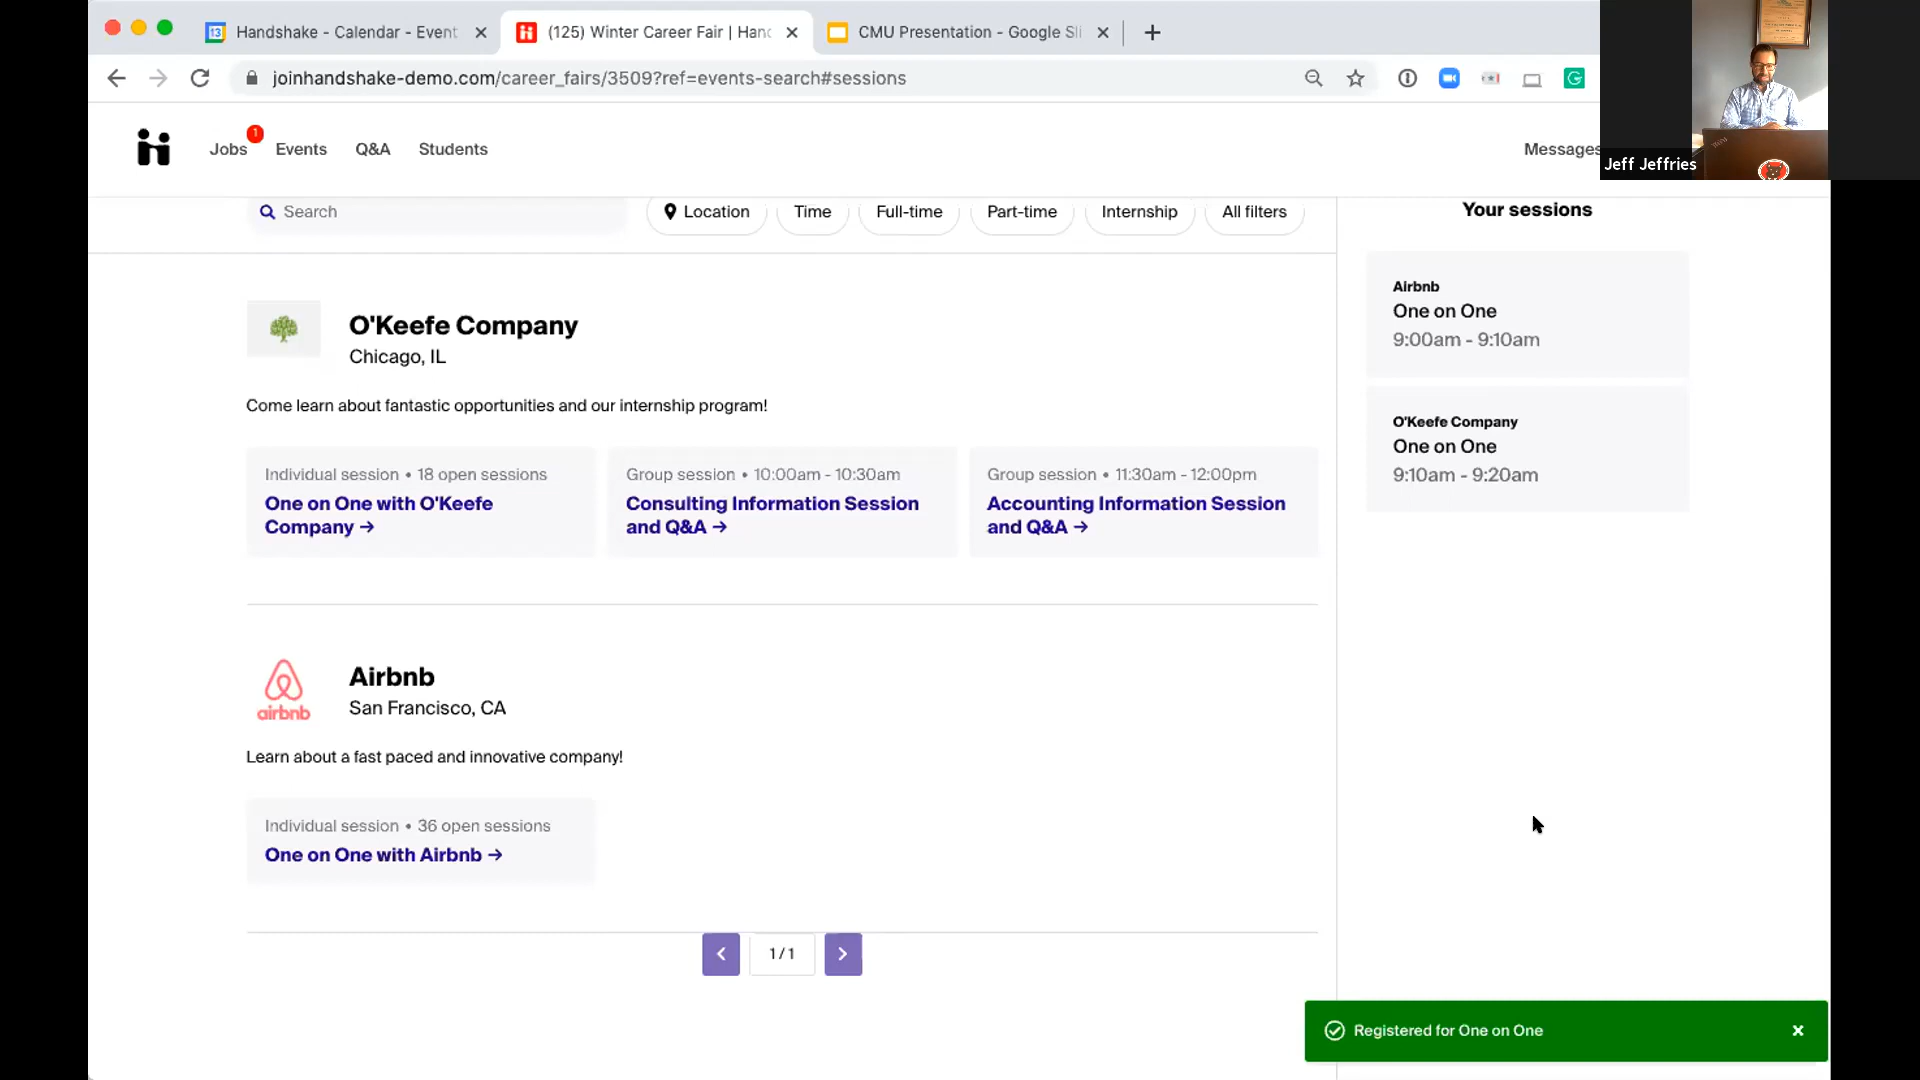 13 Handshake - Calendar - Event
(125) Winter Career Fair | Hand
CMU Presentation - Google Sli
joinhandshake-demo.com/career_fairs/3509?ref=events-search#sessions
Jobs 1 Events Q&A Students
Messages
Jeff Jeffries
Search
Location Time Full-time Part-time Internship All filters
Your sessions
O'Keefe Company
Chicago, IL
Come learn about fantastic opportunities and our internship program!
Individual session • 18 open sessions
One on One with O'Keefe
Company →
Group session • 10:00am - 10:30am
Consulting Information Session
and Q&A →
Group session • 11:30am - 12:00pm
Accounting Information Session
and Q&A →
airbnb
Airbnb
San Francisco, CA
Learn about a fast paced and innovative company!
Individual session • 36 open sessions
One on One with Airbnb →
1 / 1
Airbnb
One on One
9:00am - 9:10am
O'Keefe Company
One on One
9:10am - 9:20am
Registered for One on One